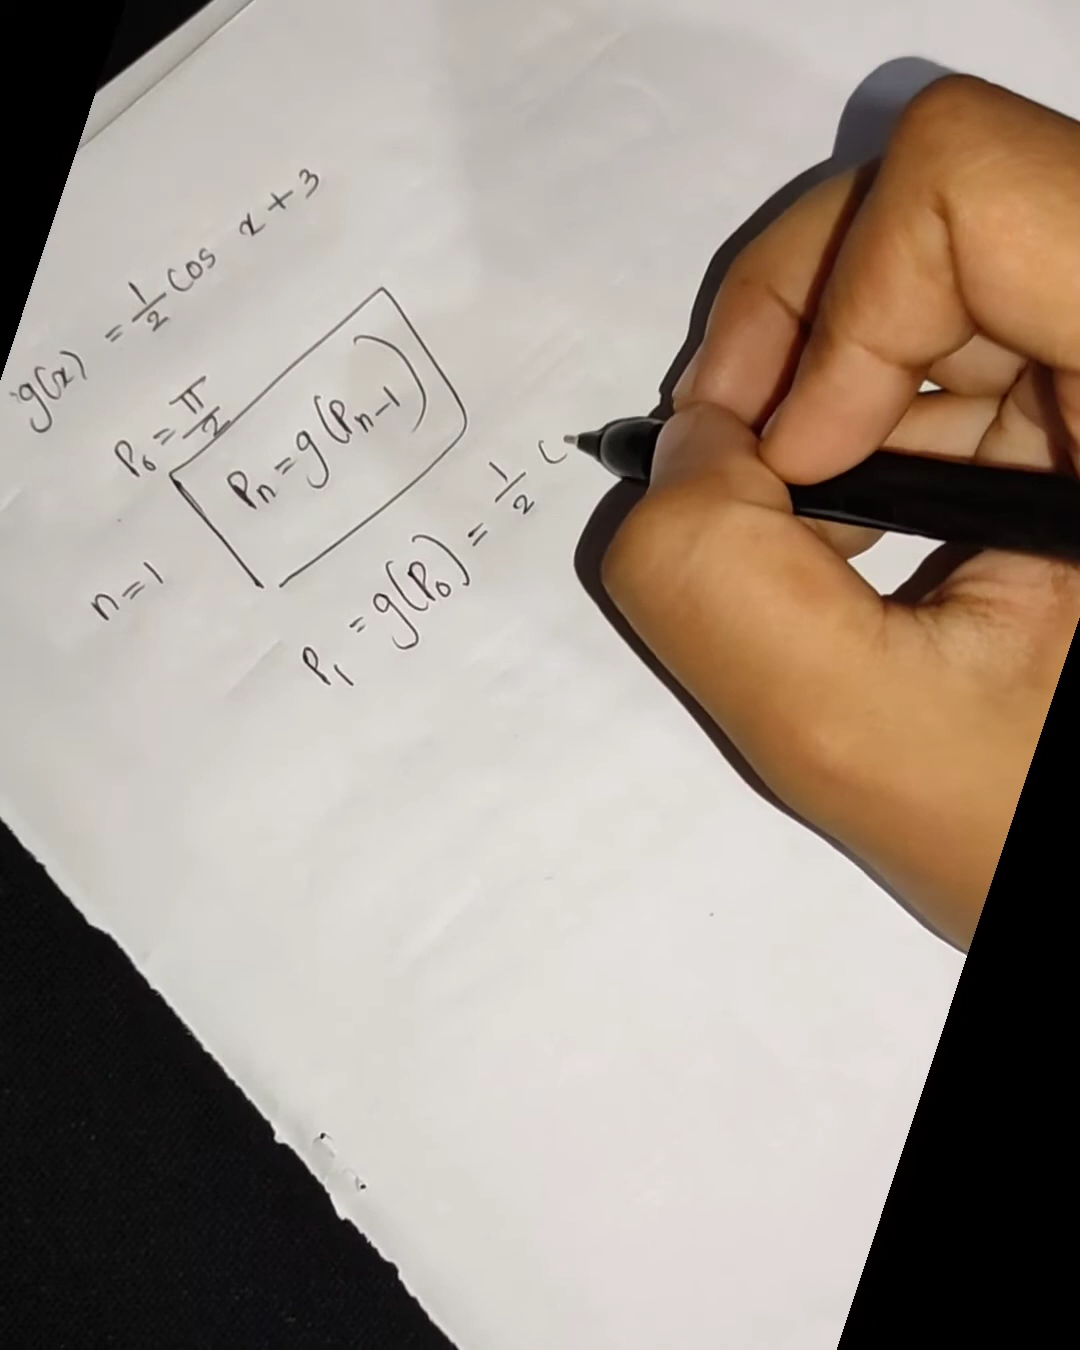 g(x) = 1/2 cos x + 3
P₀ = π/2
Pn = g(Pn-1)
n = 1
P₁ = g(P₀) = 1/2 (